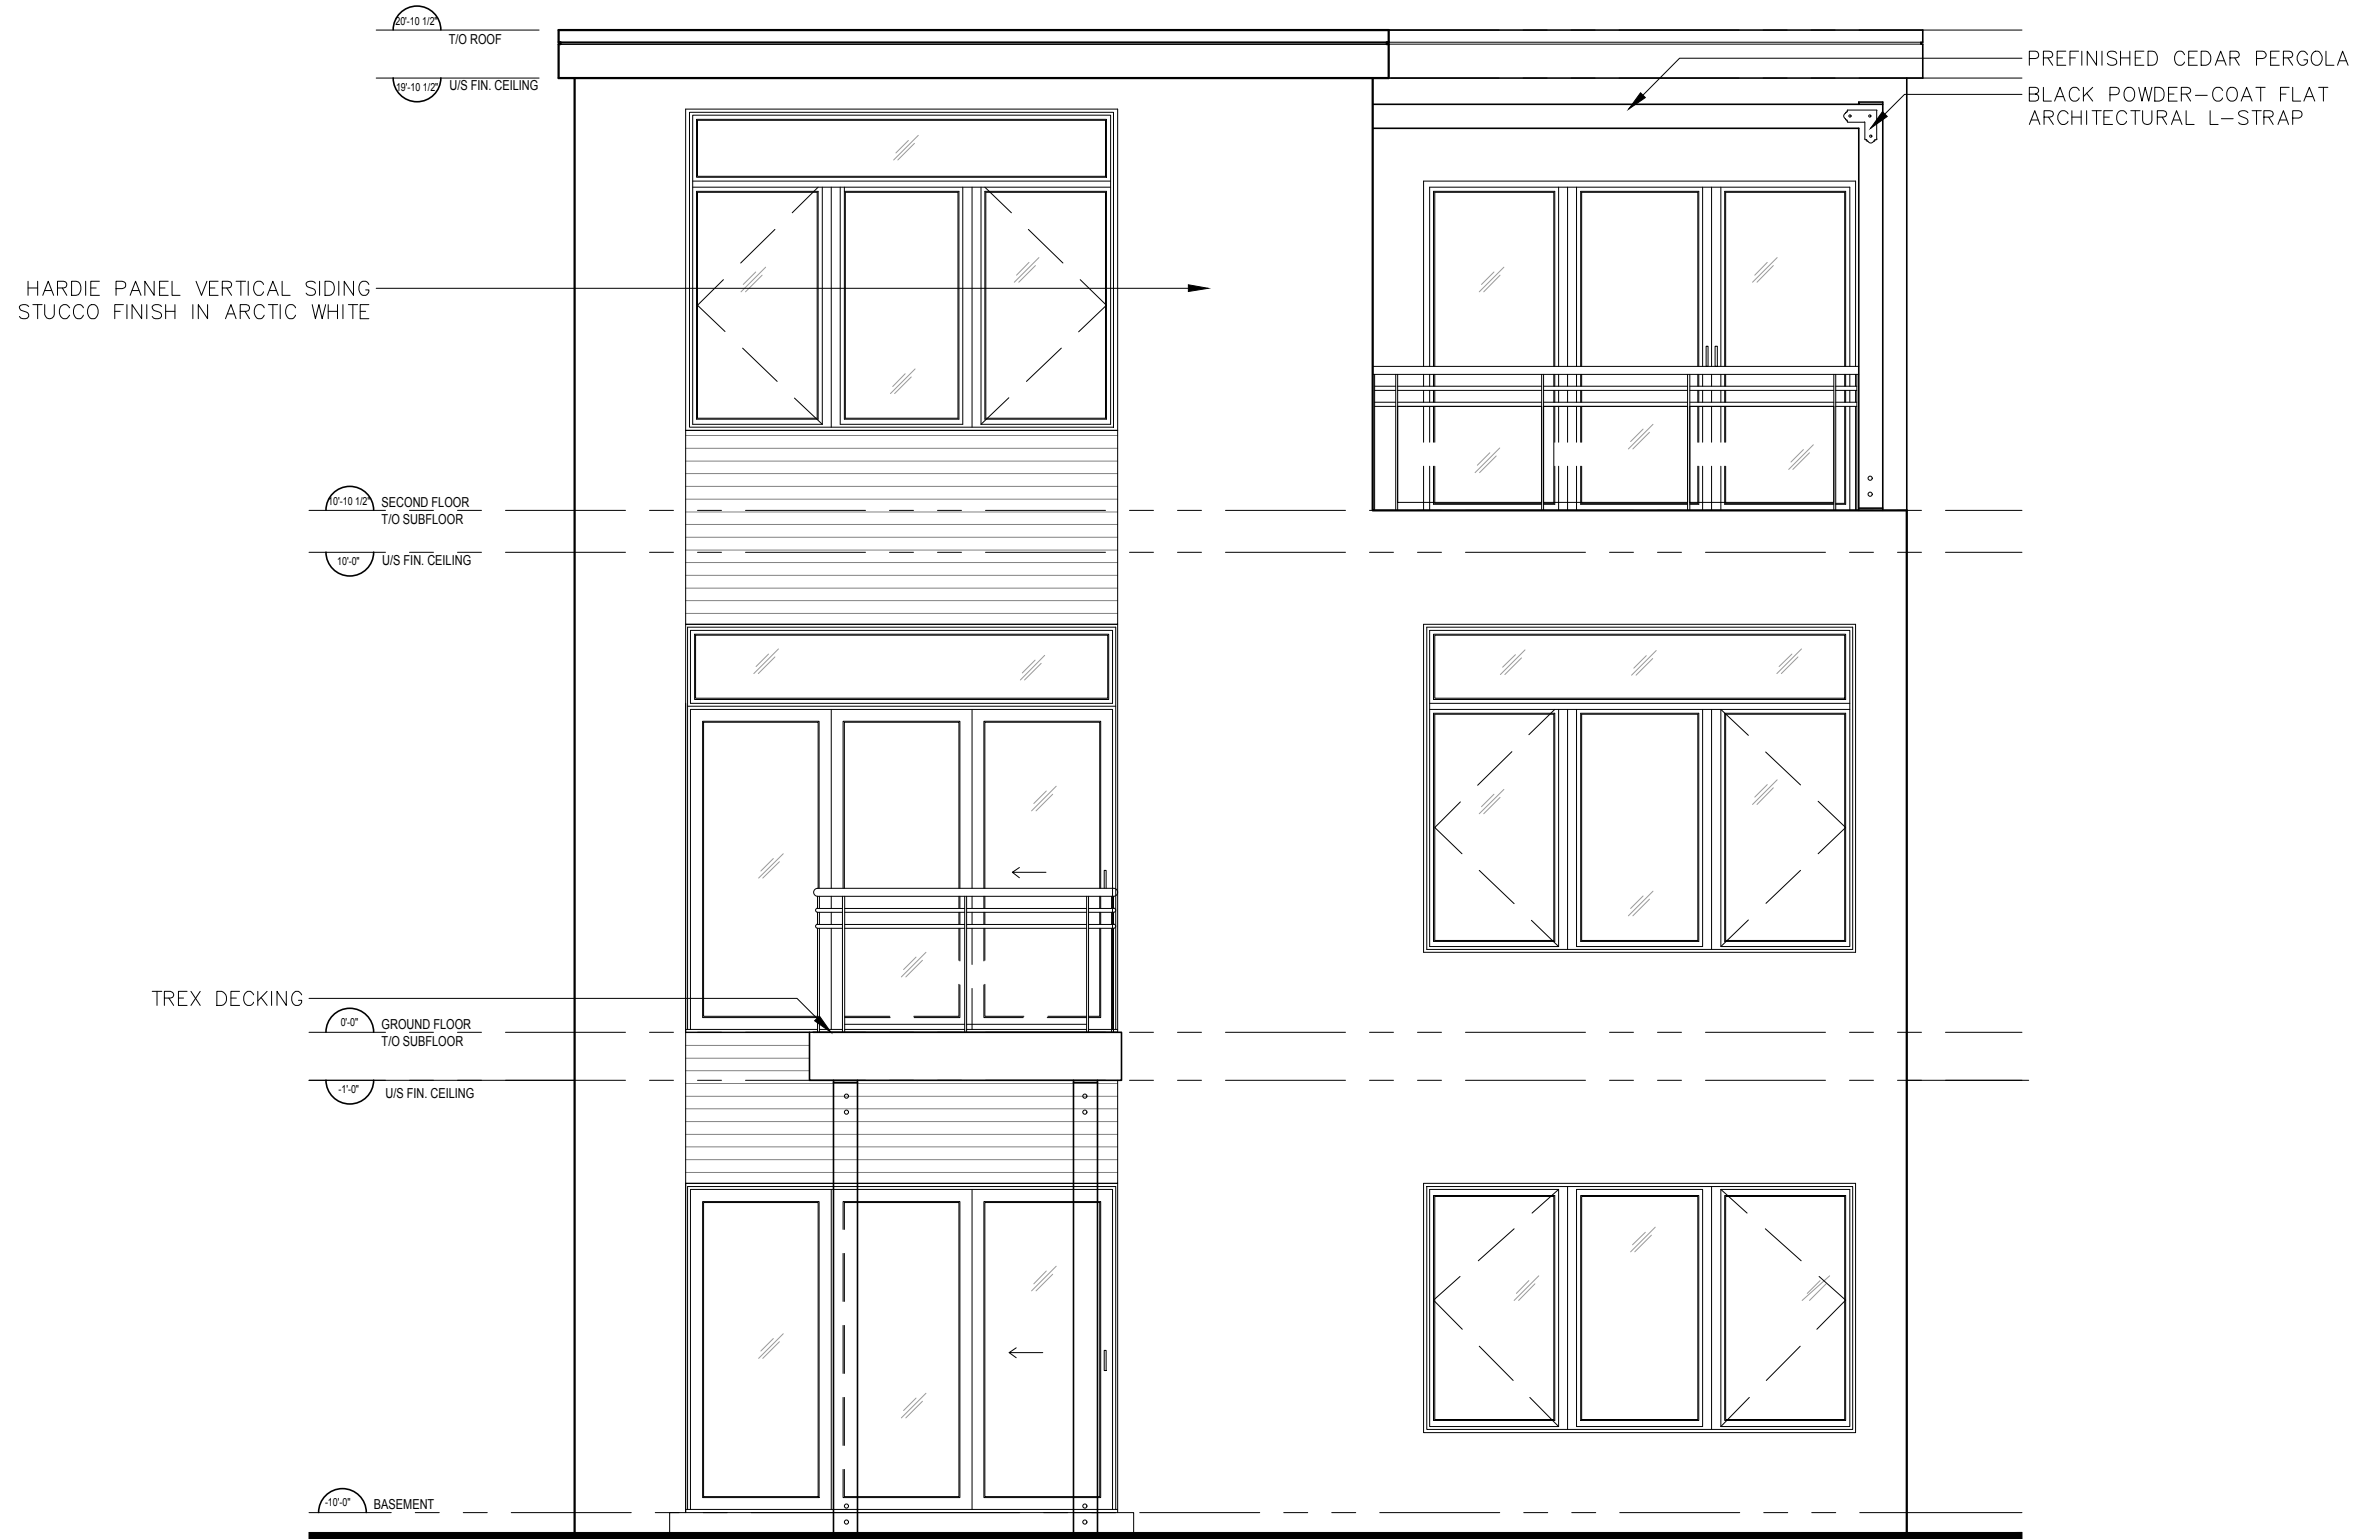 20'-10 1/2"
T/O ROOF
19'-10 1/2" U/S FIN. CEILING
PREFINISHED CEDAR PERGOLA
BLACK POWDER-COAT FLAT
ARCHITECTURAL L-STRAP
HARDIE PANEL VERTICAL SIDING
STUCCO FINISH IN ARCTIC WHITE
10'-10 1/2" SECOND FLOOR
T/O SUBFLOOR
10'-0" U/S FIN. CEILING
TREX DECKING
0'-0" GROUND FLOOR
T/O SUBFLOOR
-1'-0" U/S FIN. CEILING
-10'-0" BASEMENT